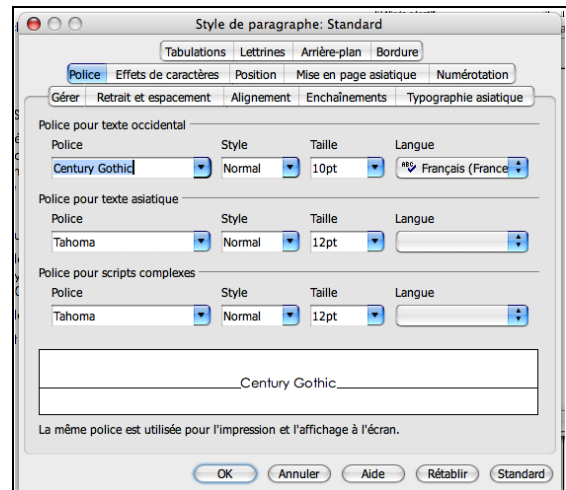 Style de paragraphe: Standard
Tabulations Lettrines Arrière-plan Bordure
Police Effets de caractères Position Mise en page asiatique Numérotation
Gérer Retrait et espacement Alignement Enchaînements Typographie asiatique
Police pour texte occidental
Police Style Taille Langue
Century Gothic Normal 10pt ABC Français (France
Police pour texte asiatique
Police Style Taille Langue
Tahoma Normal 12pt
Police pour scripts complexes
Police Style Taille Langue
Tahoma Normal 12pt
Century Gothic
La même police est utilisée pour l'impression et l'affichage à l'écran.
OK Annuler Aide Rétablir Standard